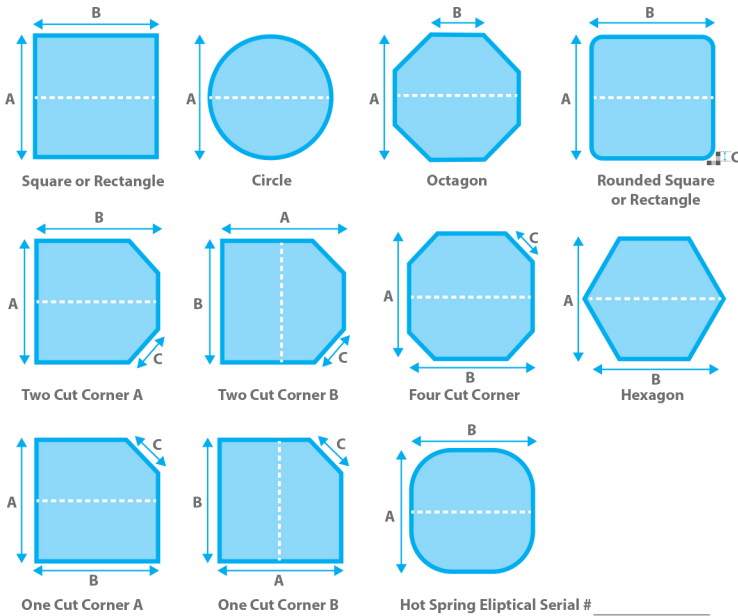 B
B
B
A
A
A
A
C
Square or Rectangle
Circle
Octagon
Rounded Square
or Rectangle
B
A
C
A
B
A
C
C
B
B
Two Cut Corner A
Two Cut Corner B
Four Cut Corner
Hexagon
B
C
C
A
B
A
B
A
One Cut Corner A
One Cut Corner B
Hot Spring Eliptical Serial #